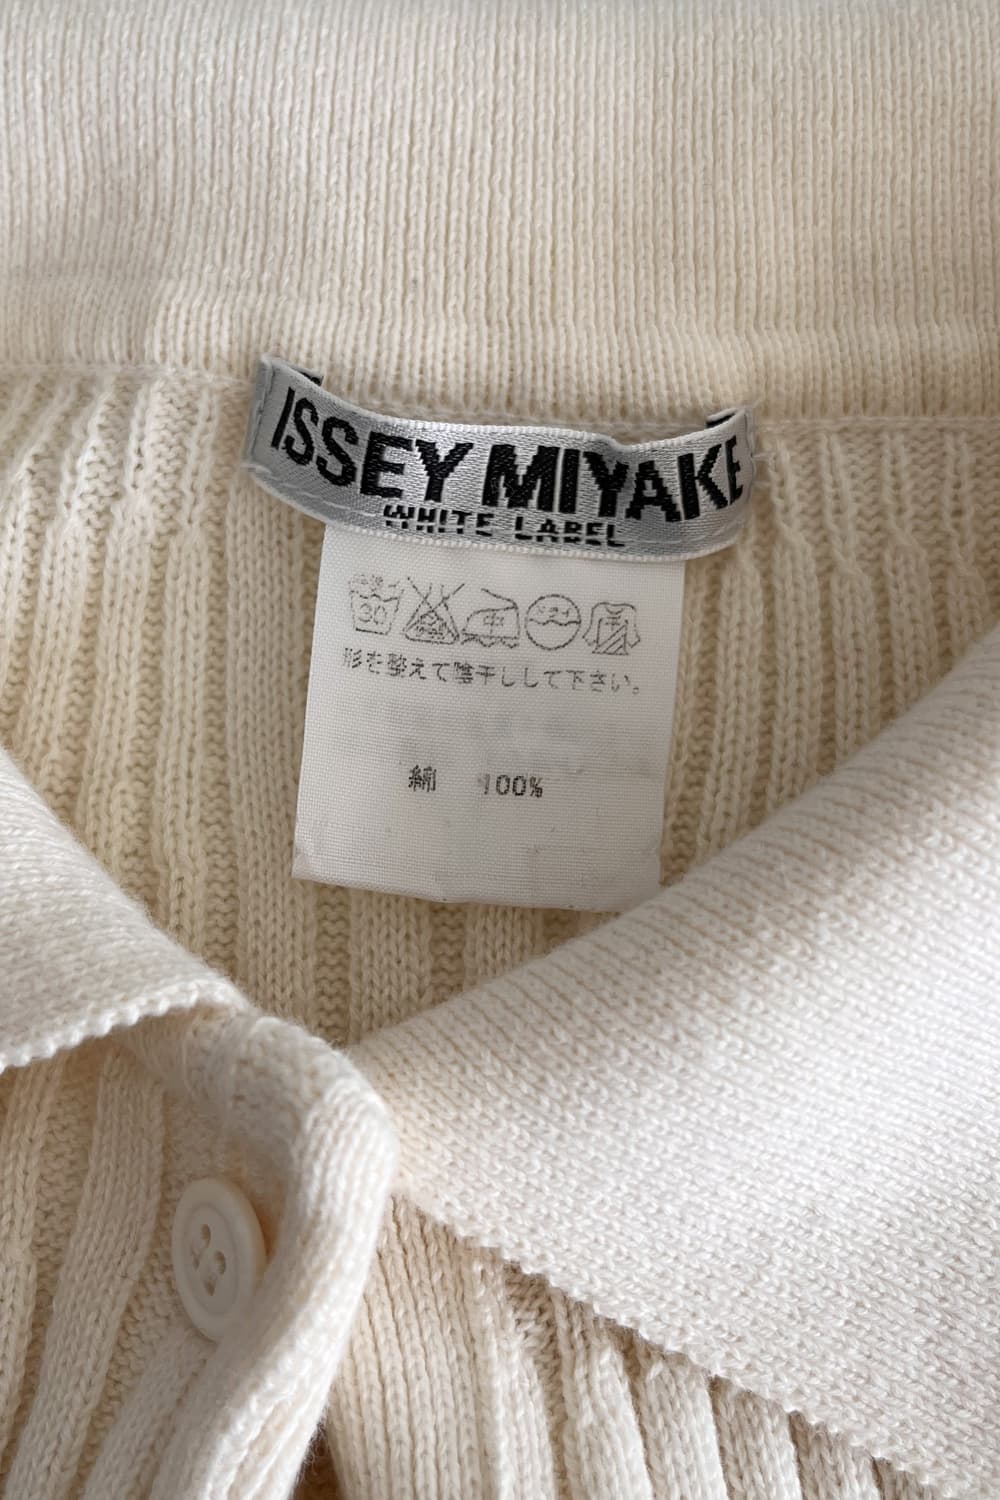 ISSEY MIYAKE
WHITE LABEL
30
中
形を整えて陰干しして下さい。
綿 100%